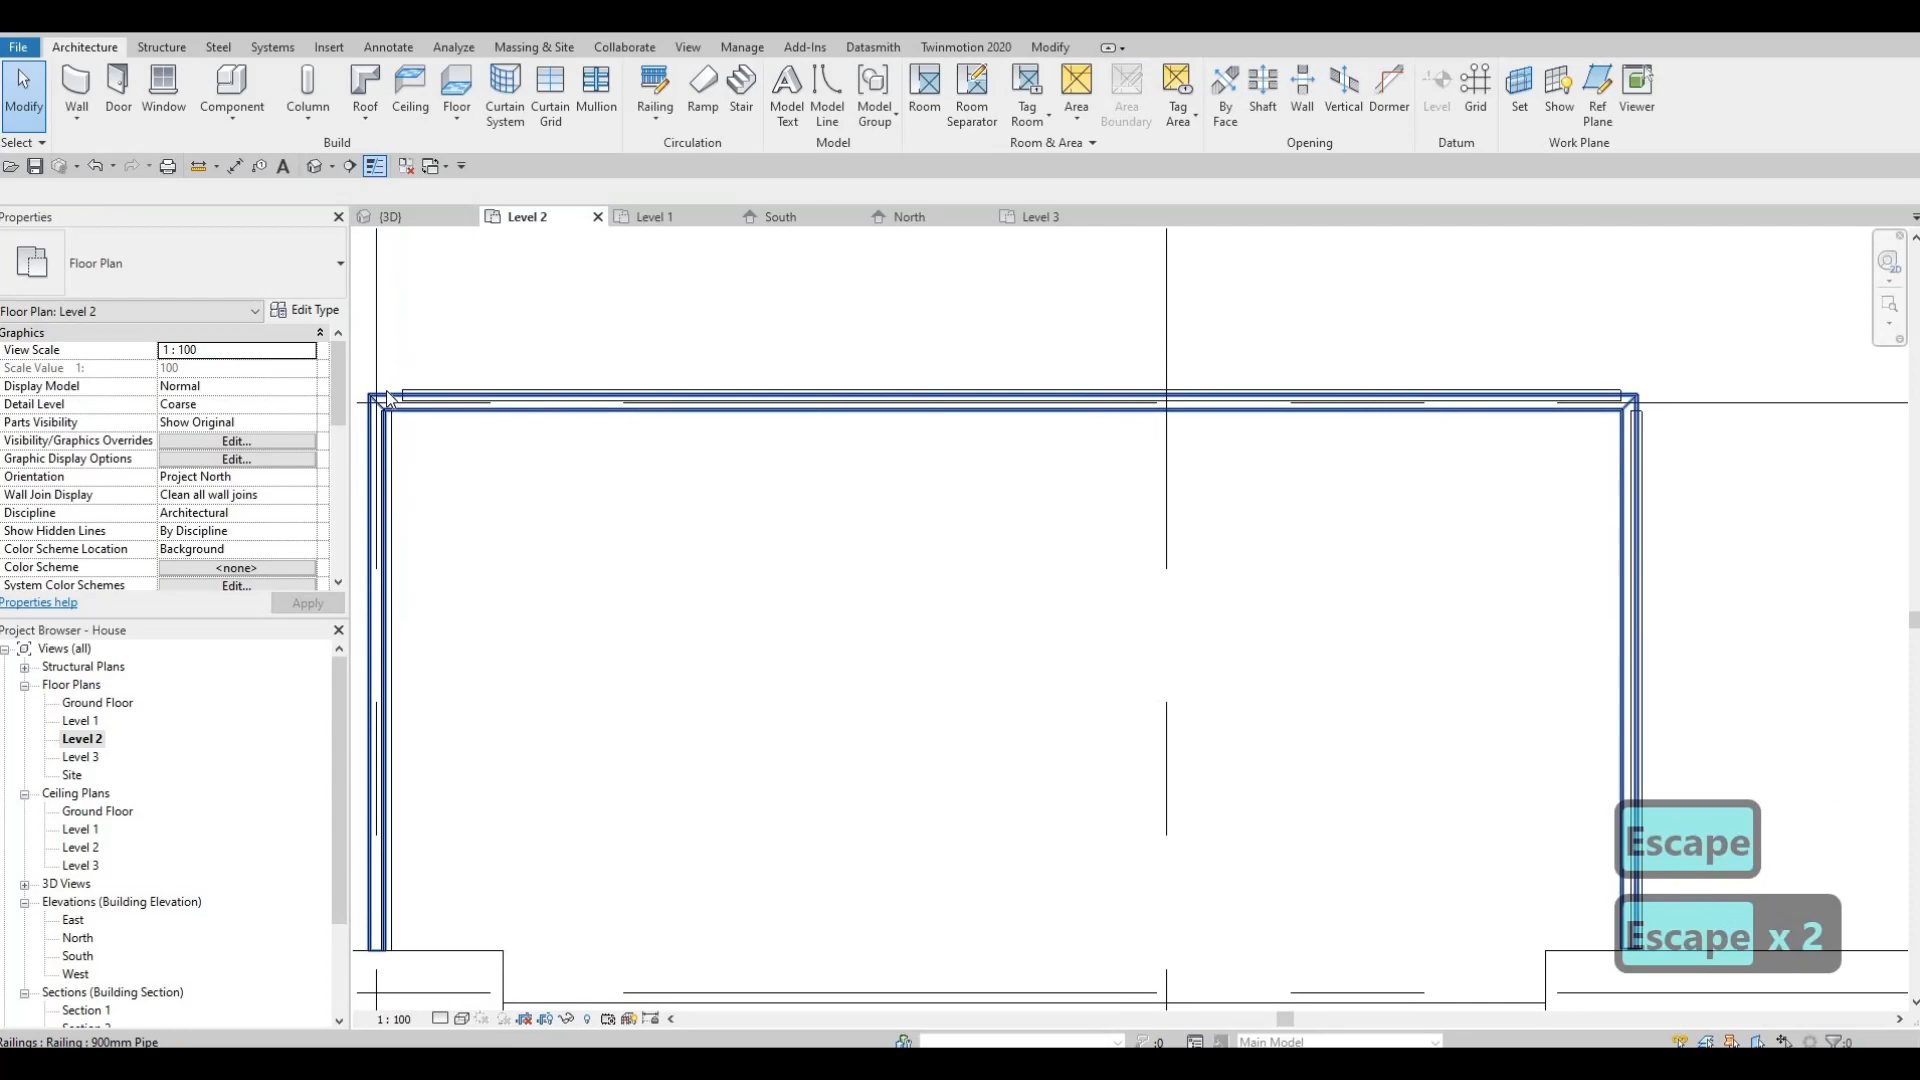 File Architecture Structure Steel Systems Insert Annotate Analyze Massing & Site Collaborate View Manage Add-Ins Datasmith Twinmotion 2020 Modify
Modify Wall Door Window Component Column Roof Ceiling Floor Curtain System Curtain Grid Mullion Railing Ramp Stair Model Text Model Line Model Group Room Room Separator Tag Room Area Area Boundary Tag Area By Face Shaft Wall Vertical Dormer Level Grid Set Show Ref Plane Viewer
Select Build Circulation Model Room & Area Opening Datum Work Plane
Properties
{3D} Level 2 Level 1 South North Level 3
Floor Plan
Floor Plan: Level 2 Edit Type
Graphics
View Scale 1 : 100
Scale Value 1: 100
Display Model Normal
Detail Level Coarse
Parts Visibility Show Original
Visibility/Graphics Overrides Edit...
Graphic Display Options Edit...
Orientation Project North
Wall Join Display Clean all wall joins
Discipline Architectural
Show Hidden Lines By Discipline
Color Scheme Location Background
Color Scheme <none>
System Color Schemes Edit...
Properties help Apply
Project Browser - House
Views (all)
Structural Plans
Floor Plans
Ground Floor
Level 1
Level 2
Level 3
Site
Ceiling Plans
Ground Floor
Level 1
Level 2
Level 3
3D Views
Elevations (Building Elevation)
East
North
South
West
Sections (Building Section)
Section 1
Escape
Escape x 2
1 : 100
Railings : Railing : 900mm Pipe :0 Main Model :0
2D